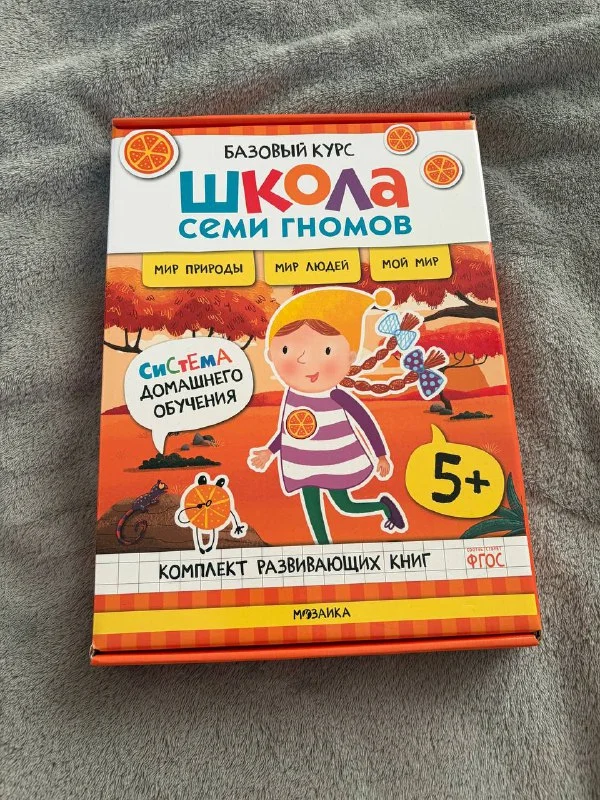 БАЗОВЫЙ КУРС
ШКОЛА
СЕМИ ГНОМОВ
МИР ПРИРОДЫ
МИР ЛЮДЕЙ
МОЙ МИР
СИСТЕМА
ДОМАШНЕГО
ОБУЧЕНИЯ
5+
КОМПЛЕКТ РАЗВИВАЮЩИХ КНИГ
СООТВЕТСТВУЕТ
ФГОС
МОЗАИКА